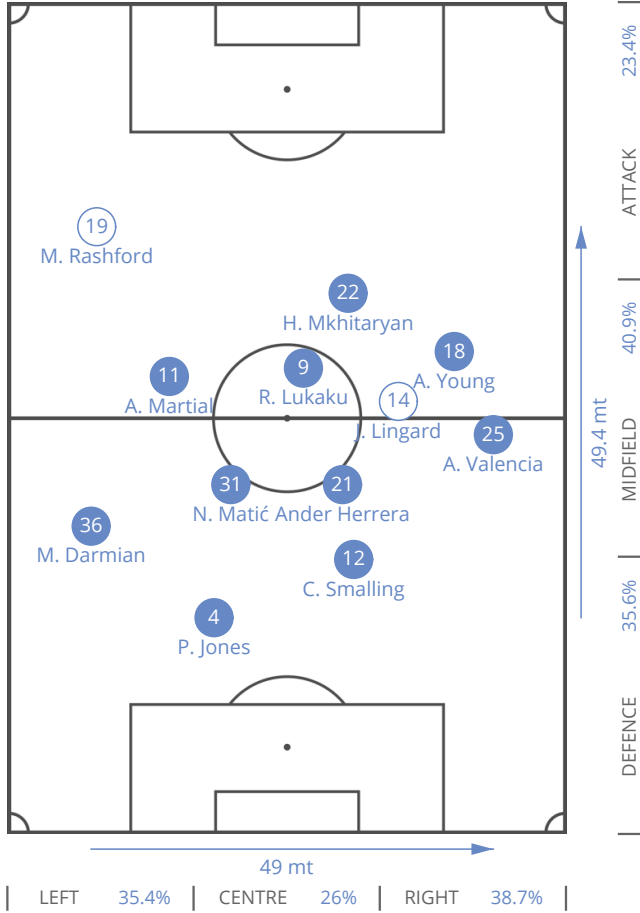 23.4%
ATTACK
19
M. Rashford
22
H. Mkhitaryan
40.9%
18
A. Young
9
R. Lukaku
11
A. Martial
14
J. Lingard
49.4 mt
25
A. Valencia
MIDFIELD
31
21
N. Matić Ander Herrera
36
M. Darmian
12
C. Smalling
35.6%
4
P. Jones
DEFENCE
49 mt
LEFT 35.4% CENTRE 26% RIGHT 38.7%